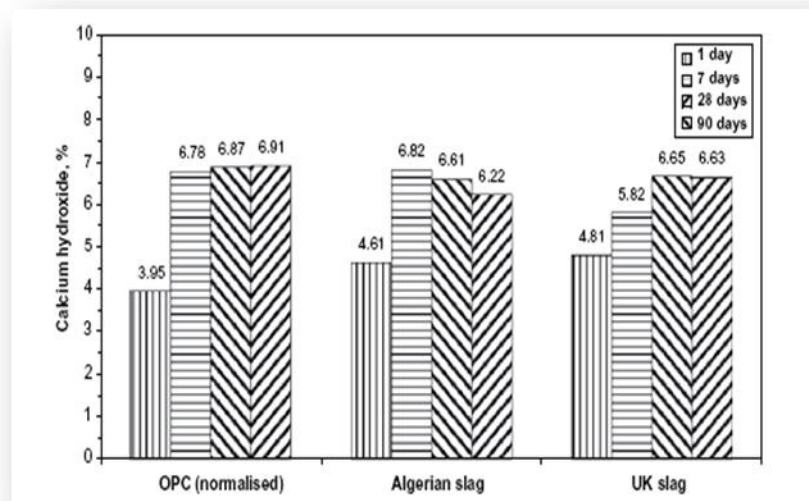 10
9
8
7
6
5
4
3
2
1
0
Calcium hydroxide, %
1 day
7 days
28 days
90 days
3.95
6.78
6.87
6.91
4.61
6.82
6.61
6.22
4.81
5.82
6.65
6.63
OPC (normalised)
Algerian slag
UK slag